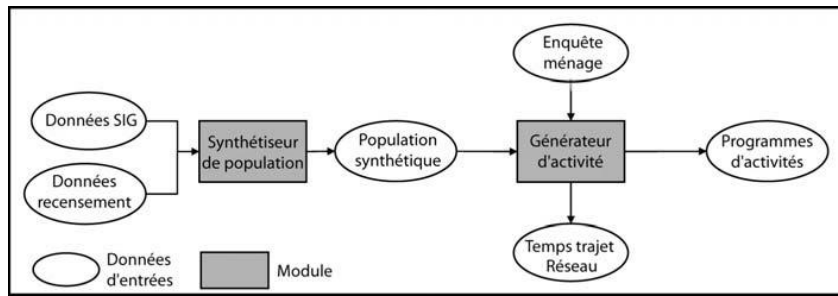 Enquête
ménage
Données SIG
Synthétiseur
de population
Population
synthétique
Générateur
d'activité
Programmes
d'activités
Données
recensement
Temps trajet
Réseau
Données
d'entrées
Module